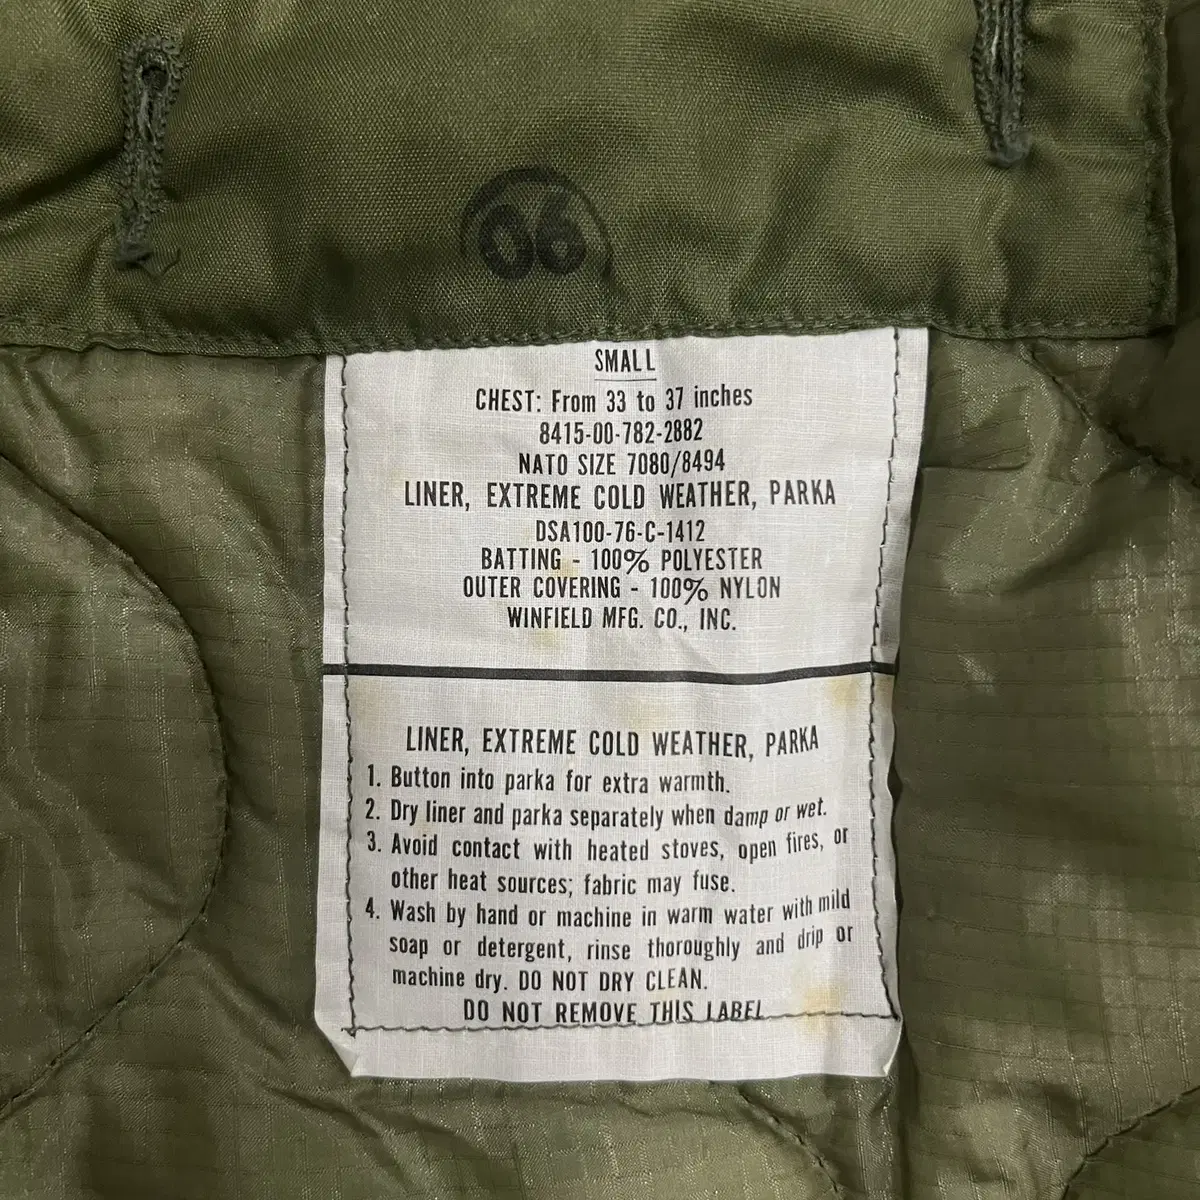 06
SMALL
CHEST: From 33 to 37 inches
8415-00-782-2882
NATO SIZE 7080/8494
LINER, EXTREME COLD WEATHER, PARKA
DSA100-76-C-1412
BATTING - 100% POLYESTER
OUTER COVERING - 100% NYLON
WINFIELD MFG. CO., INC.
LINER, EXTREME COLD WEATHER, PARKA
1. Button into parka for extra warmth.
2. Dry liner and parka separately when damp or wet.
3. Avoid contact with heated stoves, open fires, or
other heat sources; fabric may fuse.
4. Wash by hand or machine in warm water with mild
soap or detergent, rinse thoroughly and drip or
machine dry. DO NOT DRY CLEAN.
DO NOT REMOVE THIS LABEL